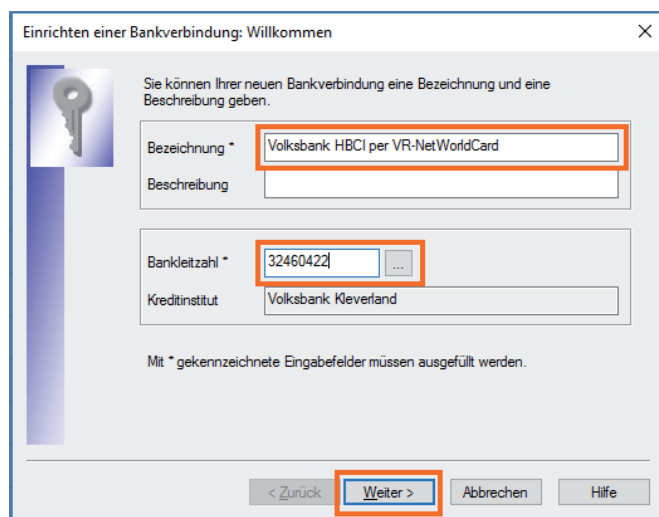 Einrichten einer Bankverbindung: Willkommen
Sie können Ihrer neuen Bankverbindung eine Bezeichnung und eine
Beschreibung geben.
Bezeichnung * Volksbank HBCI per VR-NetWorldCard
Beschreibung
Bankleitzahl * 32460422 ...
Kreditinstitut Volksbank Kleverland
Mit * gekennzeichnete Eingabefelder müssen ausgefüllt werden.
< Zurück Weiter > Abbrechen Hilfe